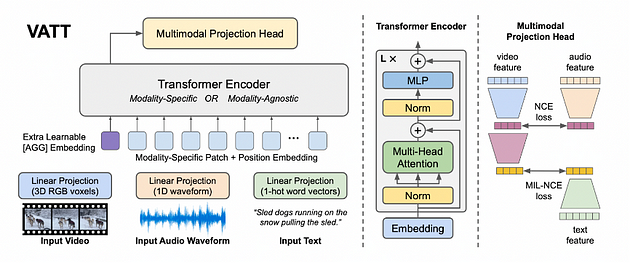 VATT
Multimodal Projection Head
Transformer Encoder
Modality-Specific OR Modality-Agnostic
Extra Learnable
[AGG] Embedding
...
Modality-Specific Patch + Position Embedding
Linear Projection
(3D RGB voxels)
Input Video
Linear Projection
(1D waveform)
Input Audio Waveform
Linear Projection
(1-hot word vectors)
"Sled dogs running on the
snow pulling the sled."
Input Text
Transformer Encoder
L ×
+
MLP
Norm
+
Multi-Head
Attention
Norm
Embedding
Multimodal
Projection Head
video
feature
audio
feature
NCE
loss
MIL-NCE
loss
text
feature